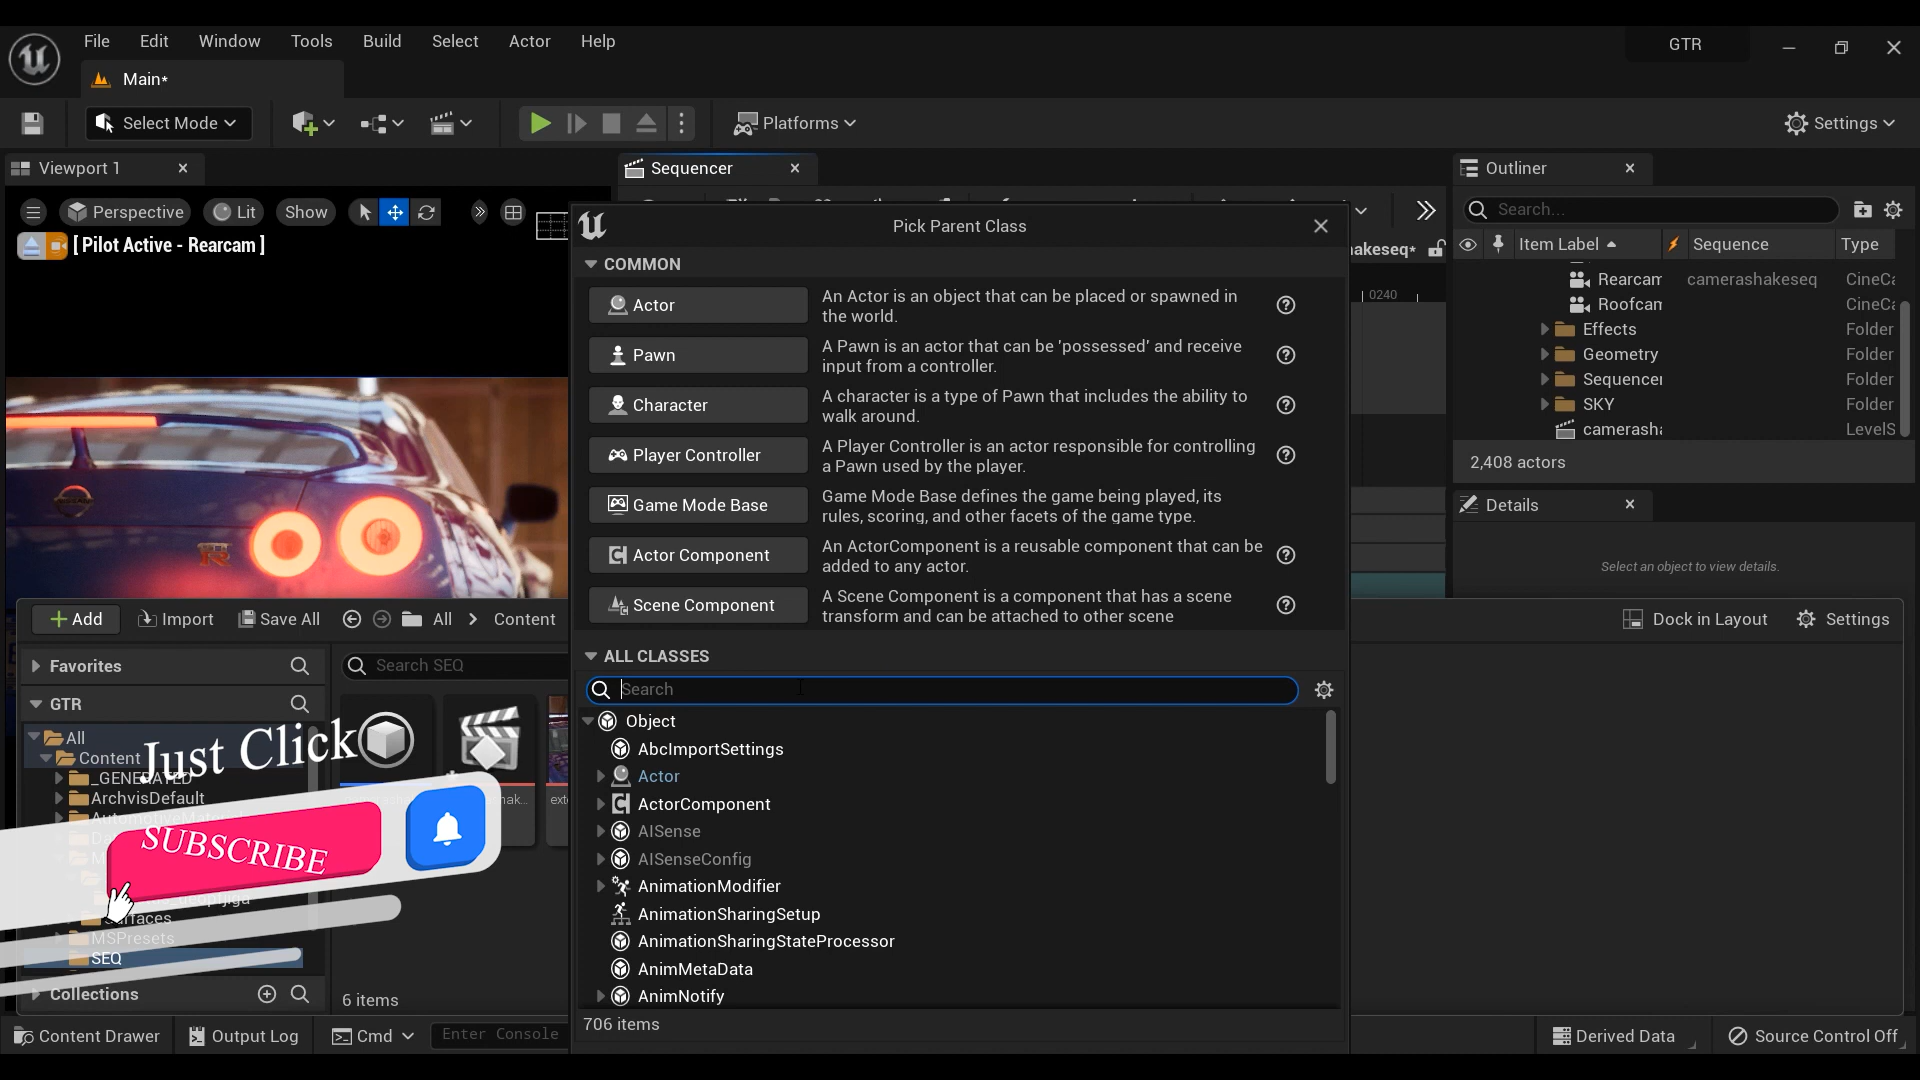 File Edit Window Tools Build Select Actor Help
GTR
Main*
Select Mode
Platforms
Settings
Viewport 1
Sequencer
Outliner
Perspective
Lit
Show
[ Pilot Active - Rearcam ]
Pick Parent Class
Search...
Item Label
Sequence
Type
akeseq*
COMMON
Actor
An Actor is an object that can be placed or spawned in
the world.
Pawn
A Pawn is an actor that can be 'possessed' and receive
input from a controller.
Character
A character is a type of Pawn that includes the ability to
walk around.
Player Controller
A Player Controller is an actor responsible for controlling
a Pawn used by the player.
Game Mode Base
Game Mode Base defines the game being played, its
rules, scoring, and other facets of the game type.
Actor Component
An ActorComponent is a reusable component that can be
added to any actor.
Scene Component
A Scene Component is a component that has a scene
transform and can be attached to other scene
0240
Rearcam camerashakeseq CineCa
Roofcam CineCa
Effects Folder
Geometry Folder
Sequencer Folder
SKY Folder
camerasha LevelS
2,408 actors
Details
Select an object to view details.
Add
Import
Save All
All
Content
Dock in Layout
Settings
Favorites
Search SEQ
GTR
All
Content
_GENERATED
ArchvisDefault
Surfaces
MSPresets
SEQ
Collections
6 items
Just Click
SUBSCRIBE
ALL CLASSES
Search
Object
AbcImportSettings
Actor
ActorComponent
AISense
AISenseConfig
AnimationModifier
AnimationSharingSetup
AnimationSharingStateProcessor
AnimMetaData
AnimNotify
706 items
Content Drawer
Output Log
Cmd
Enter Console
Derived Data
Source Control Off